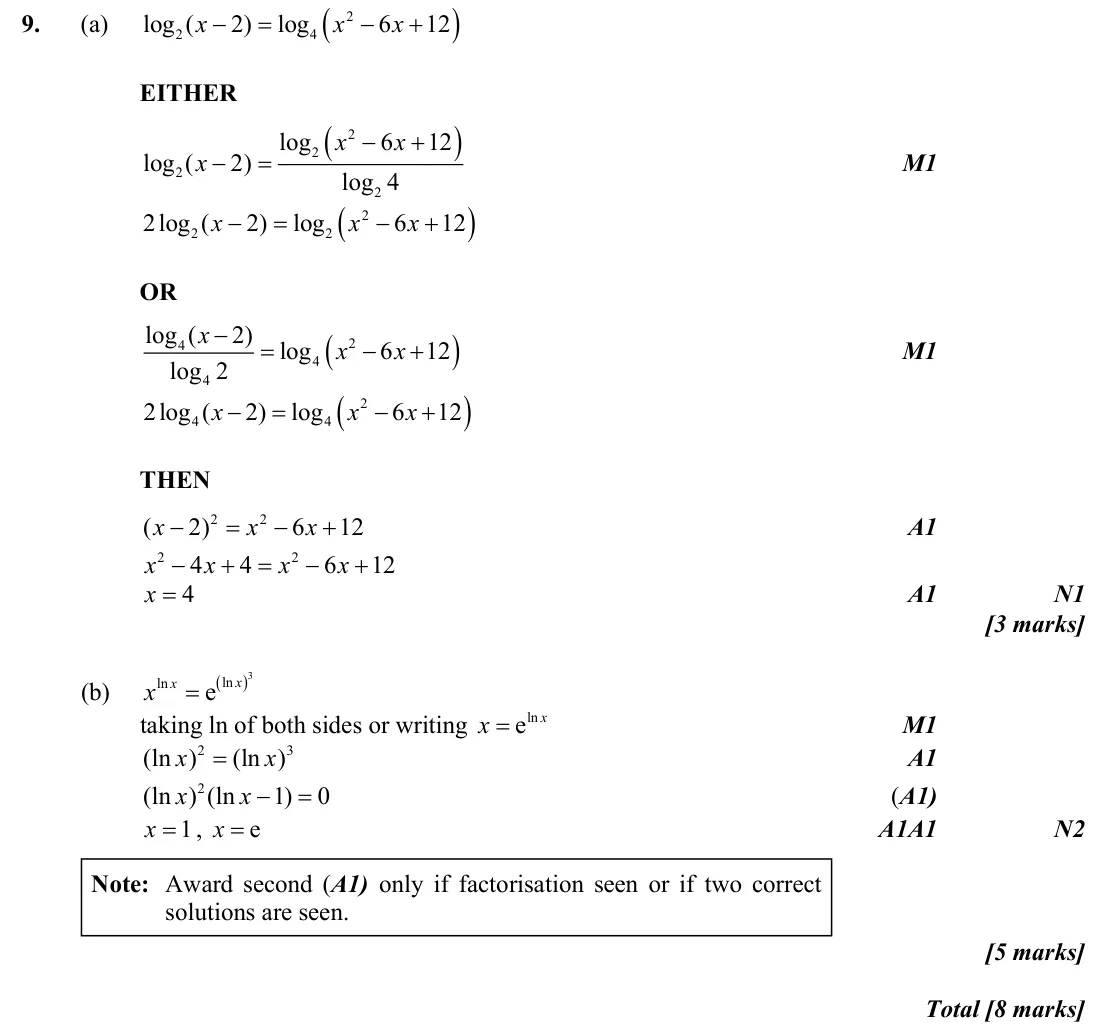 9. (a) log₂(x − 2) = log₄(x² − 6x + 12)
EITHER
log₂(x − 2) = log₂(x² − 6x + 12) / log₂ 4 M1
2 log₂(x − 2) = log₂(x² − 6x + 12)
OR
log₄(x − 2) / log₄ 2 = log₄(x² − 6x + 12) M1
2 log₄(x − 2) = log₄(x² − 6x + 12)
THEN
(x − 2)² = x² − 6x + 12 A1
x² − 4x + 4 = x² − 6x + 12
x = 4 A1 N1
[3 marks]
(b) x^(ln x) = e^((ln x)³)
taking ln of both sides or writing x = e^(ln x) M1
(ln x)² = (ln x)³ A1
(ln x)²(ln x − 1) = 0 (A1)
x = 1, x = e A1A1 N2
Note: Award second (A1) only if factorisation seen or if two correct
solutions are seen.
[5 marks]
Total [8 marks]